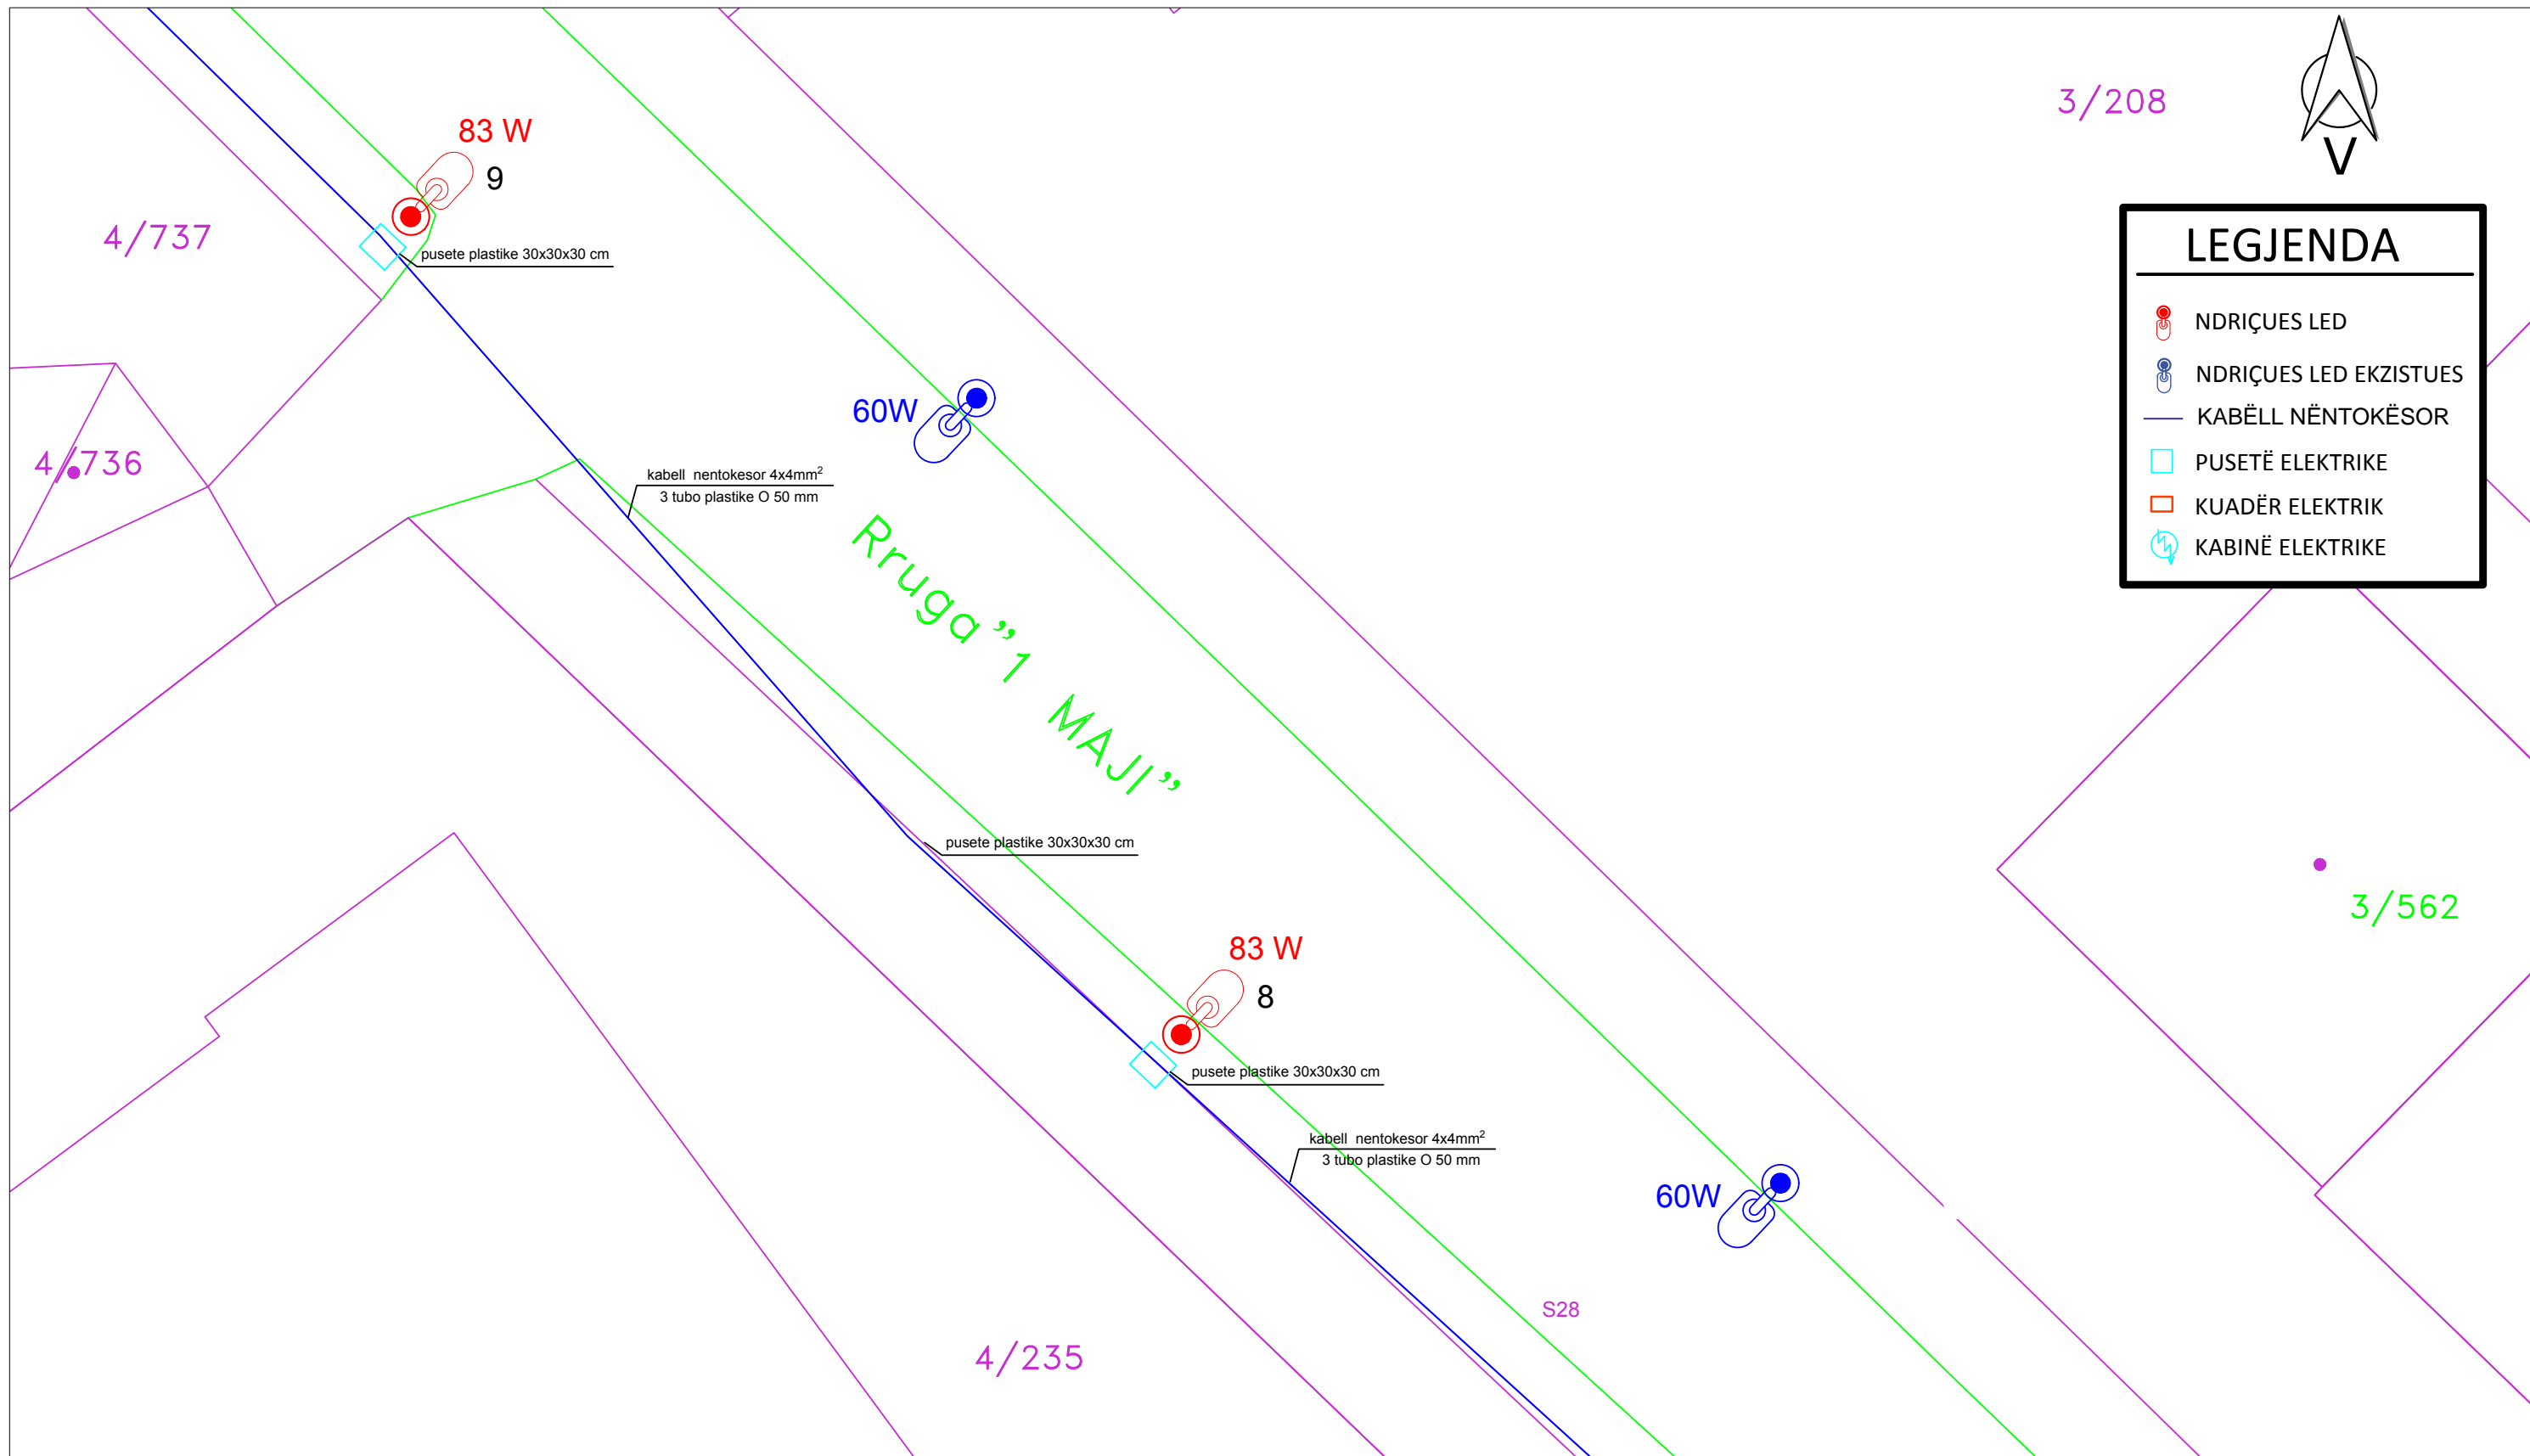 3/208
V
83 W
9
4/737
pusete plastike 30x30x30 cm
LEGJENDA
NDRIÇUES LED
NDRIÇUES LED EKZISTUES
KABËLL NËNTOKËSOR
PUSETË ELEKTRIKE
KUADËR ELEKTRIK
KABINË ELEKTRIKE
60W
4/736
kabell nentokesor 4x4mm²
3 tubo plastike O 50 mm
Rruga "1 MAJI"
pusete plastike 30x30x30 cm
3/562
83 W
8
pusete plastike 30x30x30 cm
kabell nentokesor 4x4mm²
3 tubo plastike O 50 mm
60W
S28
4/235